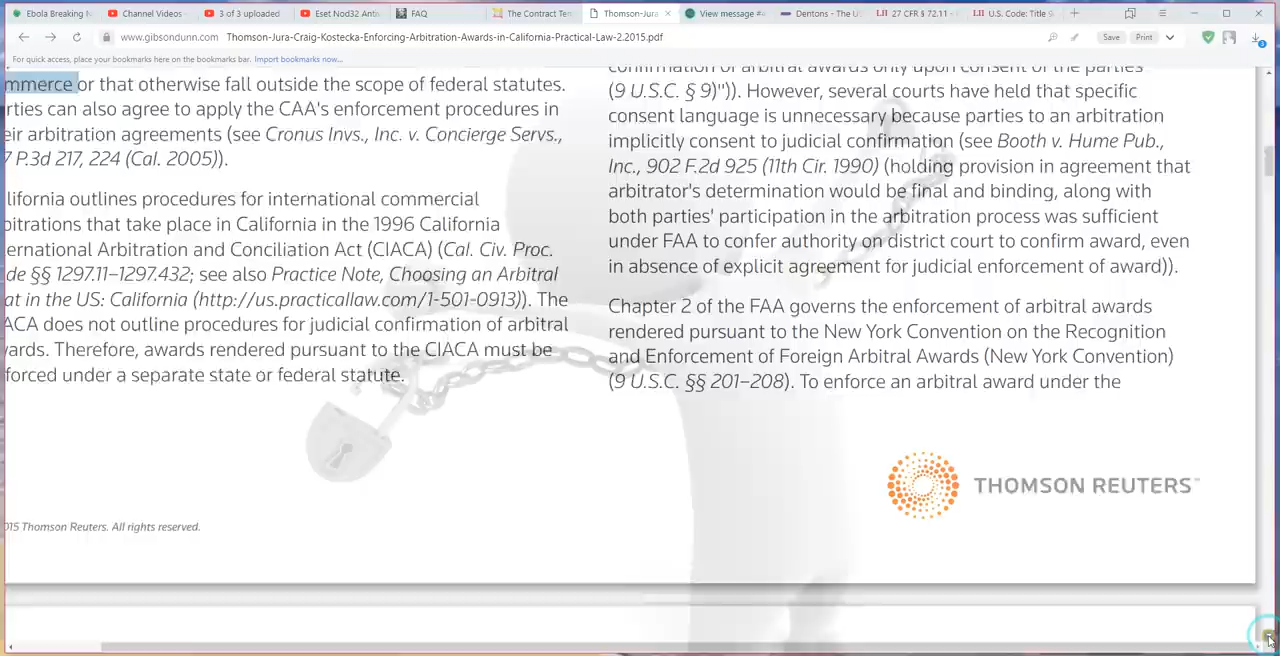 Ebola Breaking N
Channel Videos
3 of 3 uploaded
Eset Nod32 Anti
FAQ
The Contract Ten
Thomson-Jura
View message #
Dentons - The U
27 CFR § 72.11 -
U.S. Code: Title 9
www.gibsondunn.com Thomson-Jura-Craig-Kostecka-Enforcing-Arbitration-Awards-in-California-Practical-Law-2.2015.pdf
Save
Print
3
For quick access, place your bookmarks here on the bookmarks bar. Import bookmarks now...
mmerce or that otherwise fall outside the scope of federal statutes.
rties can also agree to apply the CAA's enforcement procedures in
eir arbitration agreements (see Cronus Invs., Inc. v. Concierge Servs.,
7 P.3d 217, 224 (Cal. 2005)).
lifornia outlines procedures for international commercial
bitrations that take place in California in the 1996 California
ernational Arbitration and Conciliation Act (CIACA) (Cal. Civ. Proc.
de §§ 1297.11–1297.432; see also Practice Note, Choosing an Arbitral
at in the US: California (http://us.practicallaw.com/1-501-0913)). The
ACA does not outline procedures for judicial confirmation of arbitral
vards. Therefore, awards rendered pursuant to the CIACA must be
forced under a separate state or federal statute.
015 Thomson Reuters. All rights reserved.
confirmation of arbitral awards only upon consent of the parties
(9 U.S.C. § 9)")). However, several courts have held that specific
consent language is unnecessary because parties to an arbitration
implicitly consent to judicial confirmation (see Booth v. Hume Pub.,
Inc., 902 F.2d 925 (11th Cir. 1990) (holding provision in agreement that
arbitrator's determination would be final and binding, along with
both parties' participation in the arbitration process was sufficient
under FAA to confer authority on district court to confirm award, even
in absence of explicit agreement for judicial enforcement of award)).
Chapter 2 of the FAA governs the enforcement of arbitral awards
rendered pursuant to the New York Convention on the Recognition
and Enforcement of Foreign Arbitral Awards (New York Convention)
(9 U.S.C. §§ 201–208). To enforce an arbitral award under the
THOMSON REUTERS™